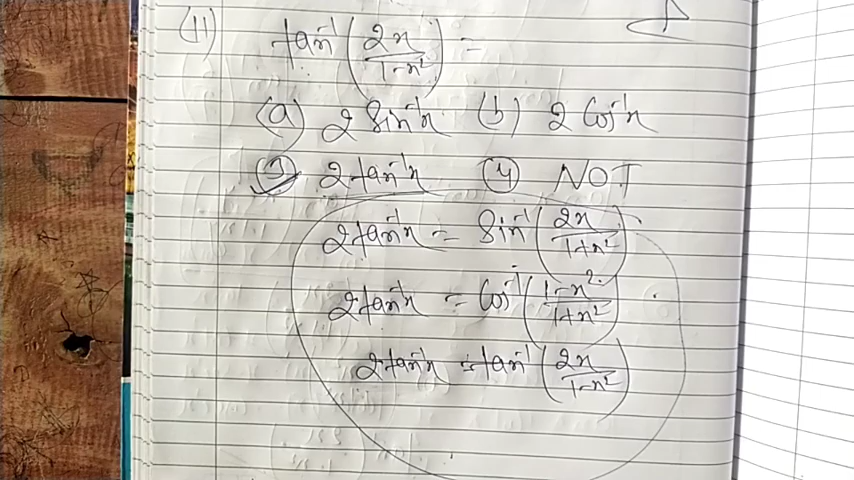 (11) tan⁻¹(2x/1-x²) =
(a) 2 Sin⁻¹x (b) 2 Cos⁻¹x
(3) 2tan⁻¹x (4) NOT
2tan⁻¹x = Sin⁻¹(2x/1+x²)
2tan⁻¹x = Cos⁻¹(1-x²/1+x²)
2tan⁻¹x = tan⁻¹(2x/1-x²)